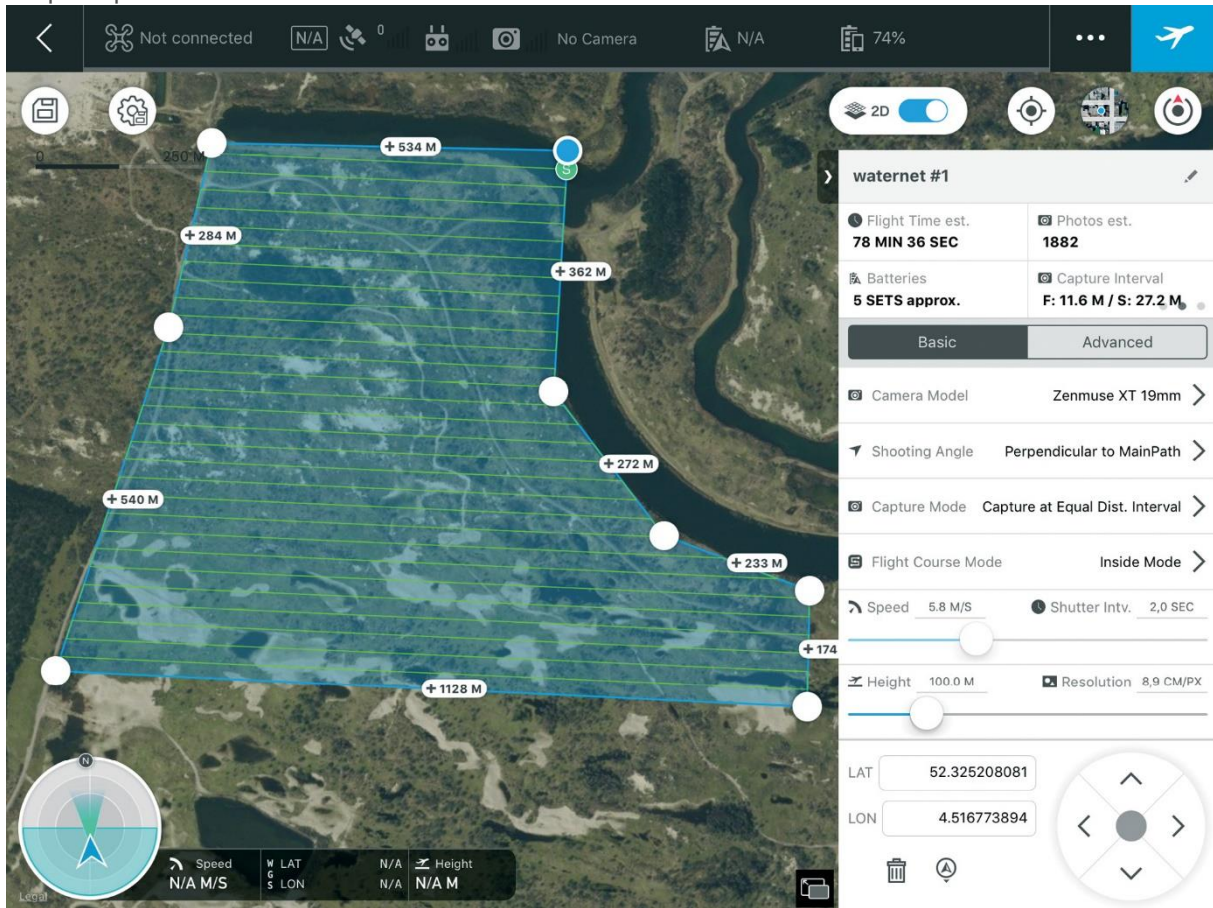 Not connected N/A 0 No Camera N/A 74%
2D
0 250 M
+ 534 M
S
+ 284 M
+ 362 M
+ 272 M
+ 540 M
+ 233 M
+ 174
+ 1128 M
waternet #1
Flight Time est. Photos est.
78 MIN 36 SEC 1882
Batteries Capture Interval
5 SETS approx. F: 11.6 M / S: 27.2 M
Basic Advanced
Camera Model Zenmuse XT 19mm
Shooting Angle Perpendicular to MainPath
Capture Mode Capture at Equal Dist. Interval
Flight Course Mode Inside Mode
Speed 5.8 M/S Shutter Intv. 2,0 SEC
Height 100.0 M Resolution 8,9 CM/PX
LAT 52.325208081
LON 4.516773894
N
Speed WGS LAT N/A Height
N/A M/S LON N/A N/A M
Legal